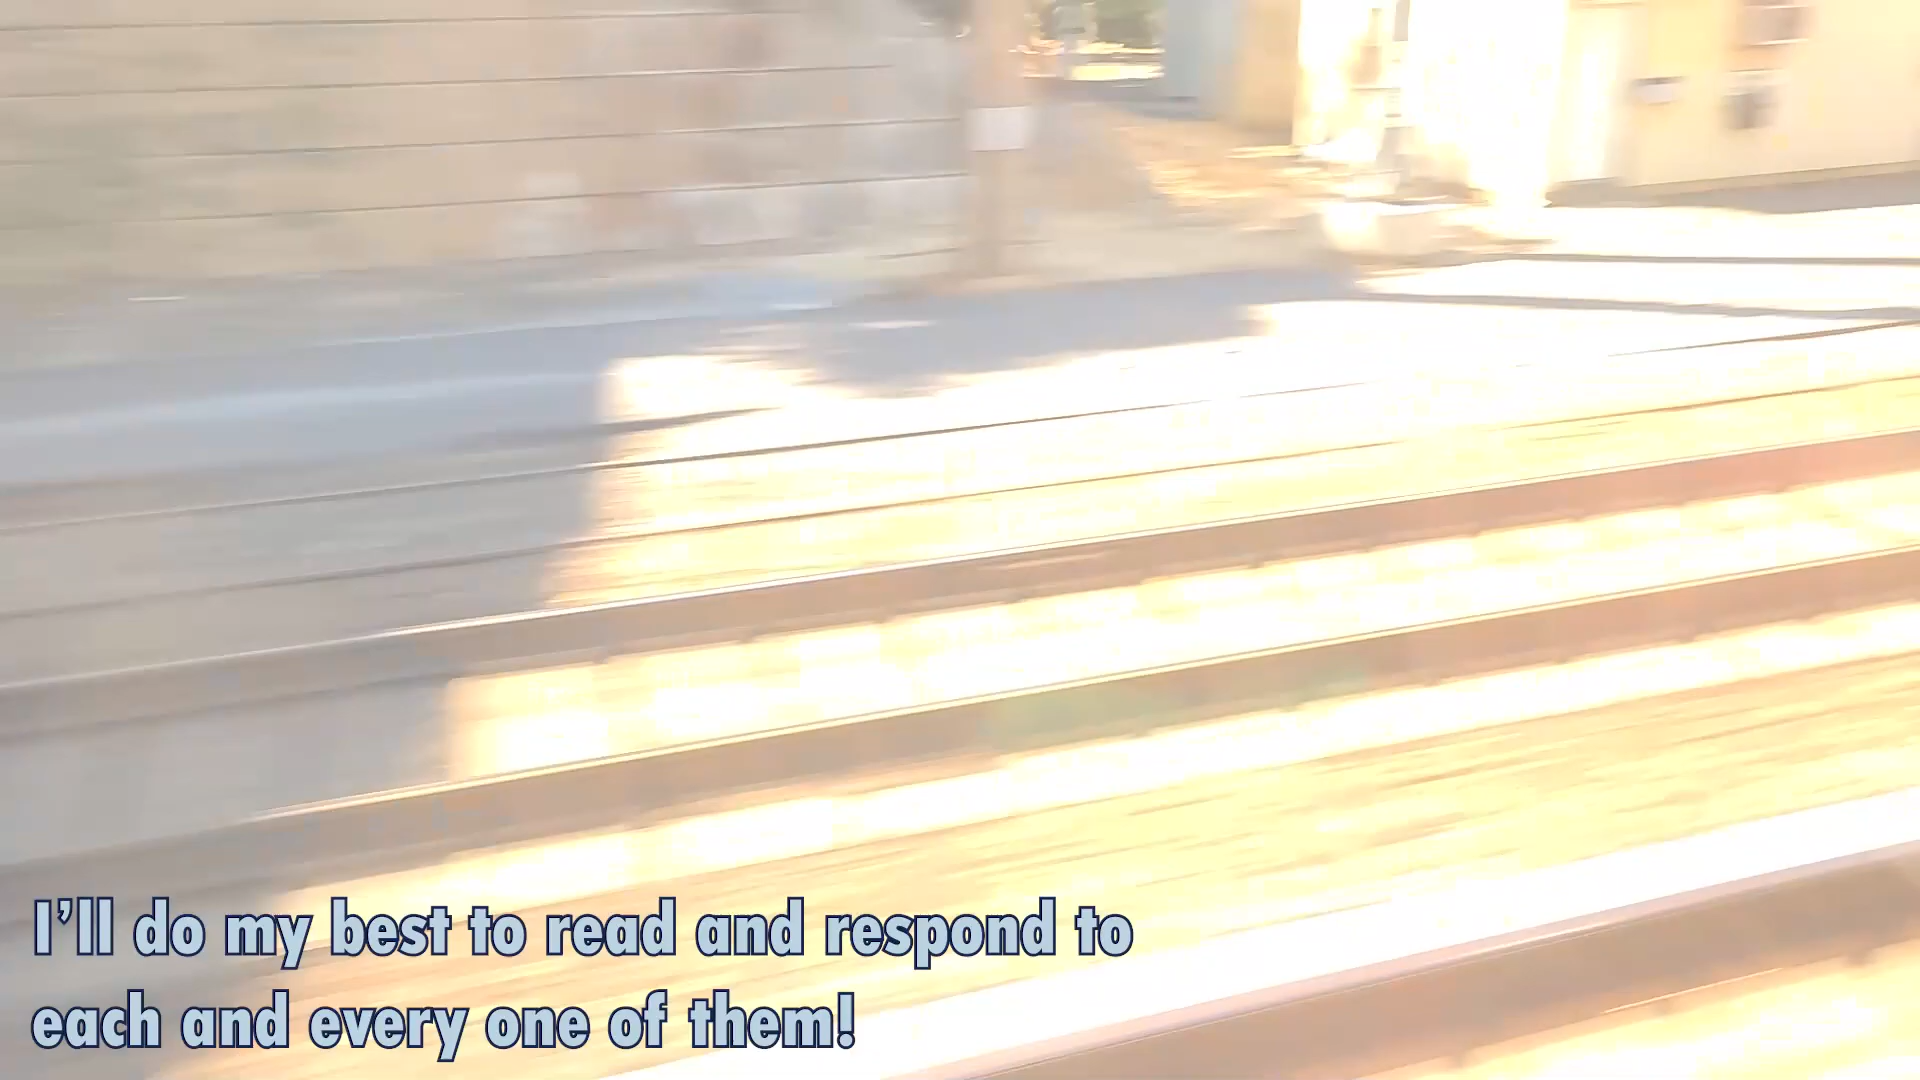 I'll do my best to read and respond to
each and every one of them!